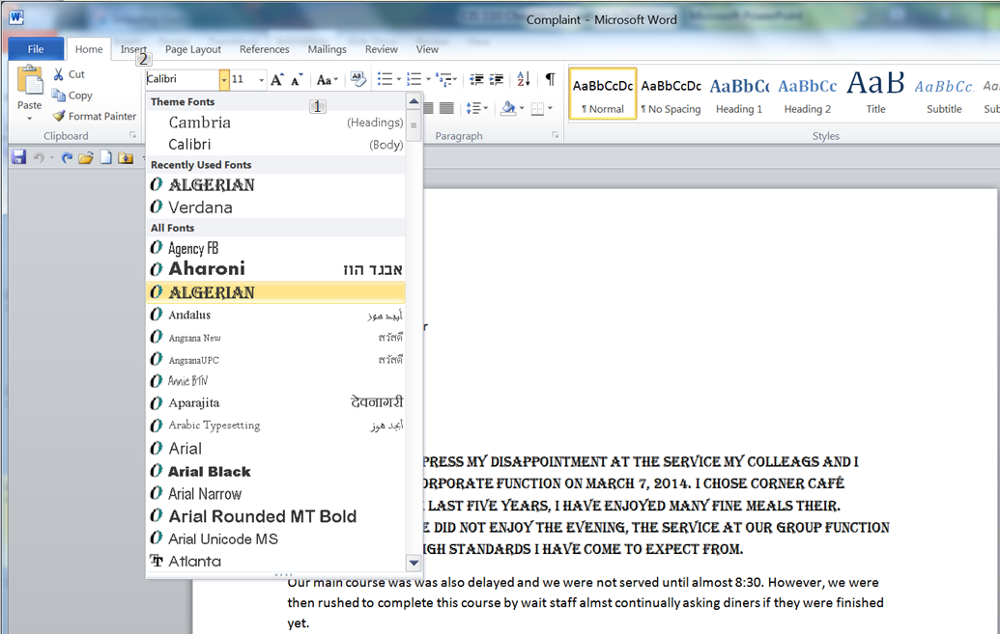 Complaint - Microsoft Word
File Home Insert Page Layout References Mailings Review View
2
Paste
Cut
Copy
Format Painter
Clipboard
Calibri 11 Aa
1
Paragraph
AaBbCcDc AaBbCcDc AaBbCc AaBbCc AaB AaBbCc.
¶ Normal ¶ No Spacing Heading 1 Heading 2 Title Subtitle
Styles
Theme Fonts
Cambria (Headings)
Calibri (Body)
Recently Used Fonts
ALGERIAN
Verdana
All Fonts
Agency FB
Aharoni אבגד הוז
ALGERIAN
Andalus أبجد هوز
Angsana New สวัสดี
AngsanaUPC สวัสดี
Annie BTN
Aparajita देवनागरी
Arabic Typesetting أبجد هوز
Arial
Arial Black
Arial Narrow
Arial Rounded MT Bold
Arial Unicode MS
Atlanta
r
PRESS MY DISAPPOINTMENT AT THE SERVICE MY COLLEAGS AND I
ORPORATE FUNCTION ON MARCH 7, 2014. I CHOSE CORNER CAFÉ
LAST FIVE YEARS, I HAVE ENJOYED MANY FINE MEALS THEIR.
E DID NOT ENJOY THE EVENING, THE SERVICE AT OUR GROUP FUNCTION
IGH STANDARDS I HAVE COME TO EXPECT FROM.
Our main course was was also delayed and we were not served until almost 8:30. However, we were
then rushed to complete this course by wait staff almst continually asking diners if they were finished
yet.